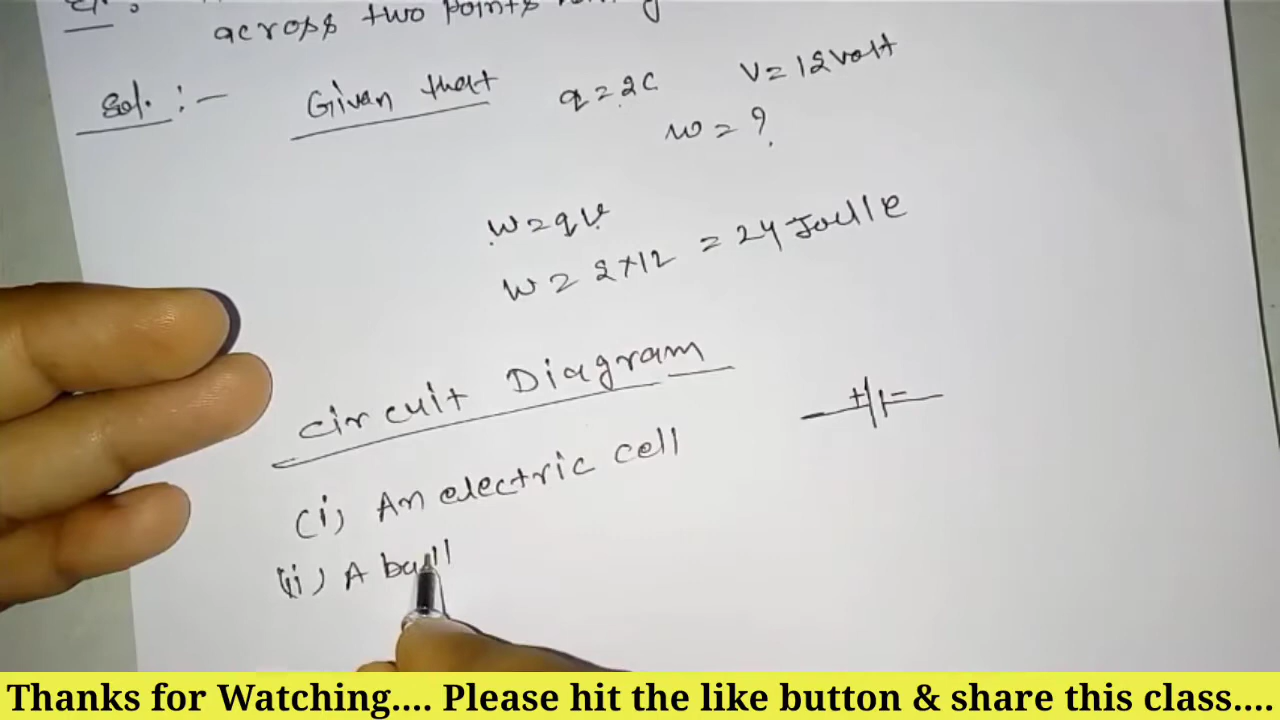 across two points
Sol. :- Given that q = 2C V = 12 Volt
w = ?
W = qV
W = 2×12 = 24 Joule
Circuit Diagram
(i) An electric cell + -
(ii) A
Thanks for Watching.... Please hit the like button & share this class....